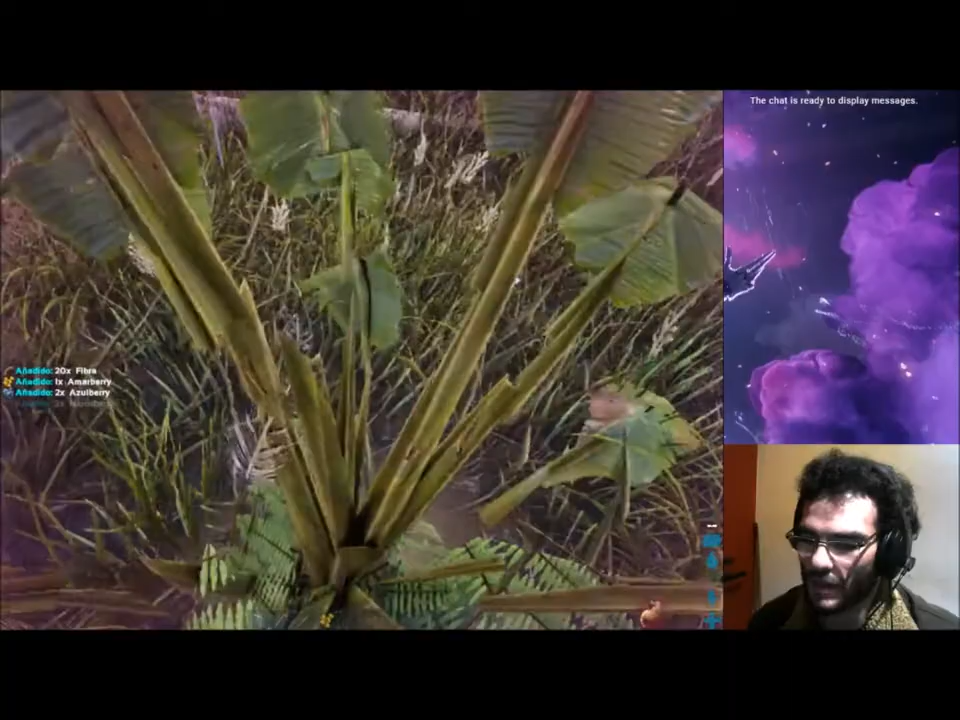 The chat is ready to display messages.
Añadido: 20x Fibra
Añadido: 1x Amarberry
Añadido: 2x Azulberry